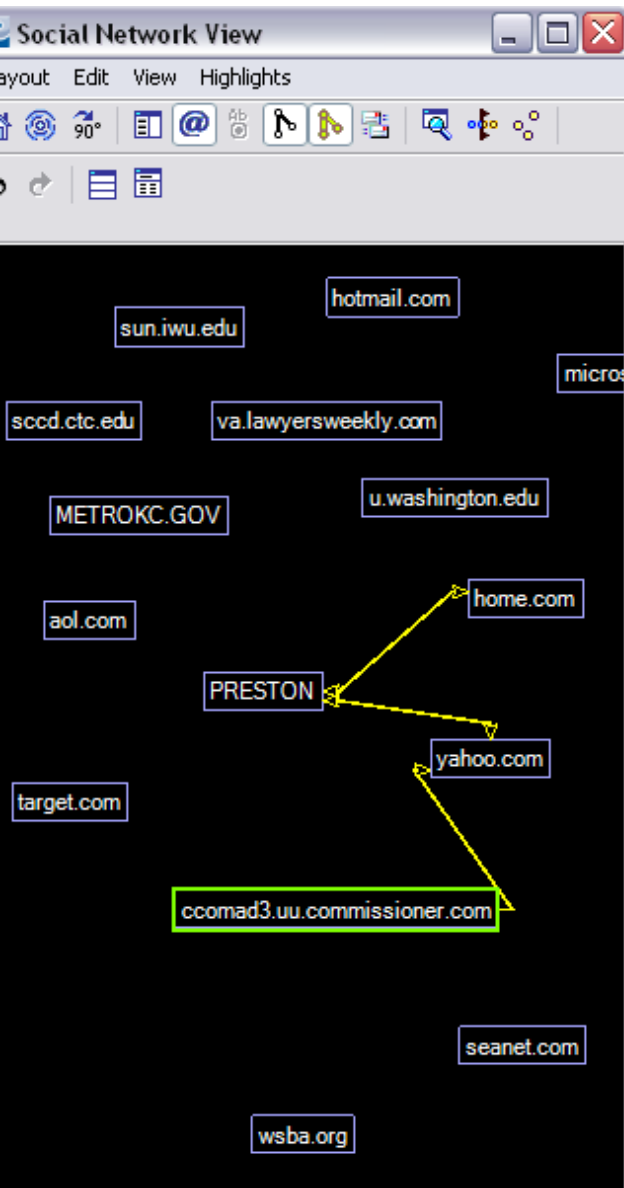 Social Network View
ayout Edit View Highlights
90°
Ab
hotmail.com
sun.iwu.edu
micros
sccd.ctc.edu
va.lawyersweekly.com
u.washington.edu
METROKC.GOV
home.com
aol.com
PRESTON
yahoo.com
target.com
ccomad3.uu.commissioner.com
seanet.com
wsba.org